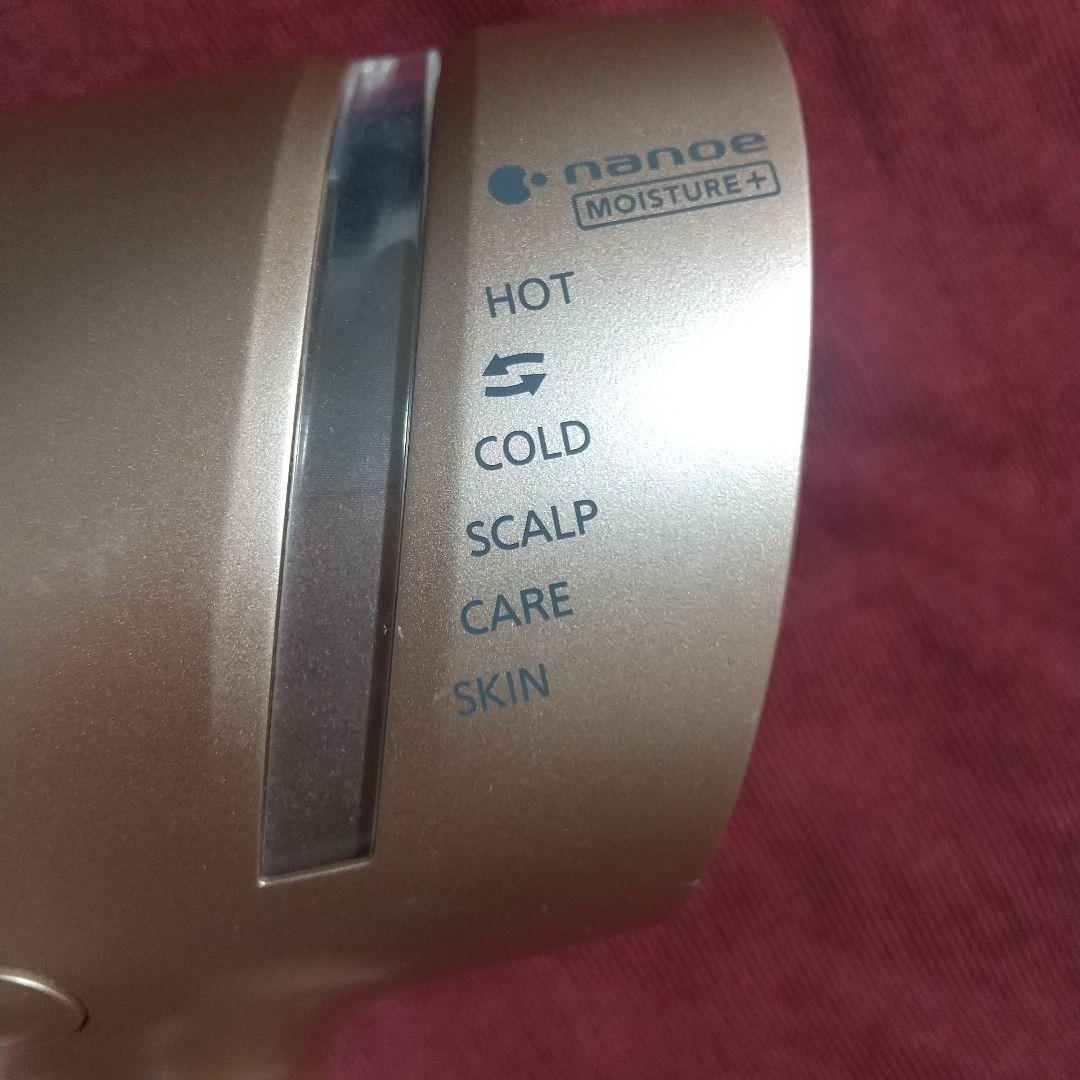 nanoe
MOISTURE+
HOT
COLD
SCALP
CARE
SKIN